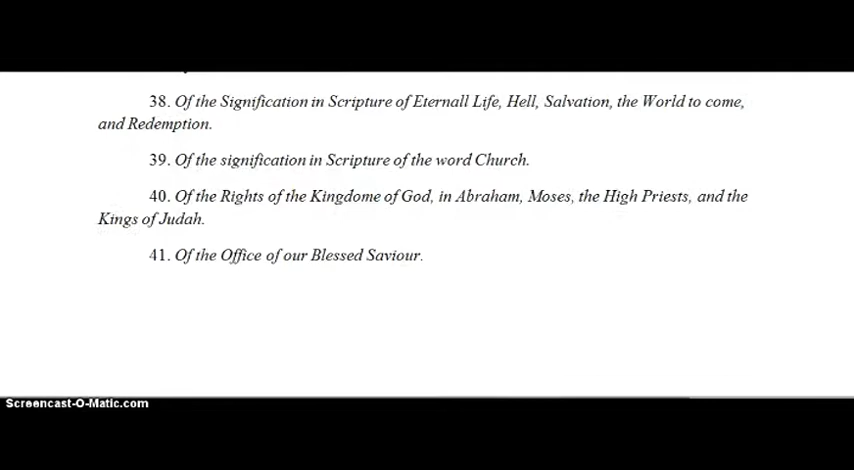 38. Of the Signification in Scripture of Eternall Life, Hell, Salvation, the World to come,
and Redemption.
39. Of the signification in Scripture of the word Church.
40. Of the Rights of the Kingdome of God, in Abraham, Moses, the High Priests, and the
Kings of Judah.
41. Of the Office of our Blessed Saviour.
Screencast-O-Matic.com